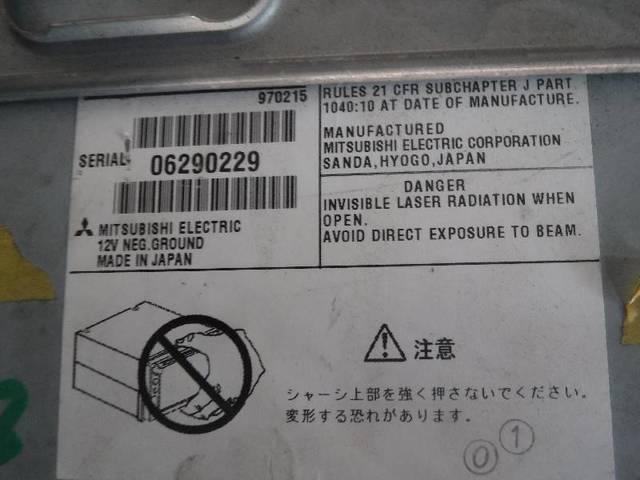 970215
SERIAL 06290229
MITSUBISHI ELECTRIC
12V NEG.GROUND
MADE IN JAPAN
RULES 21 CFR SUBCHAPTER J PART
1040:10 AT DATE OF MANUFACTURE.
MANUFACTURED
MITSUBISHI ELECTRIC CORPORATION
SANDA, HYOGO, JAPAN
DANGER
INVISIBLE LASER RADIATION WHEN
OPEN.
AVOID DIRECT EXPOSURE TO BEAM.
注意
シャーシ上部を強く押さないでください。
変形する恐れがあります。
0 1